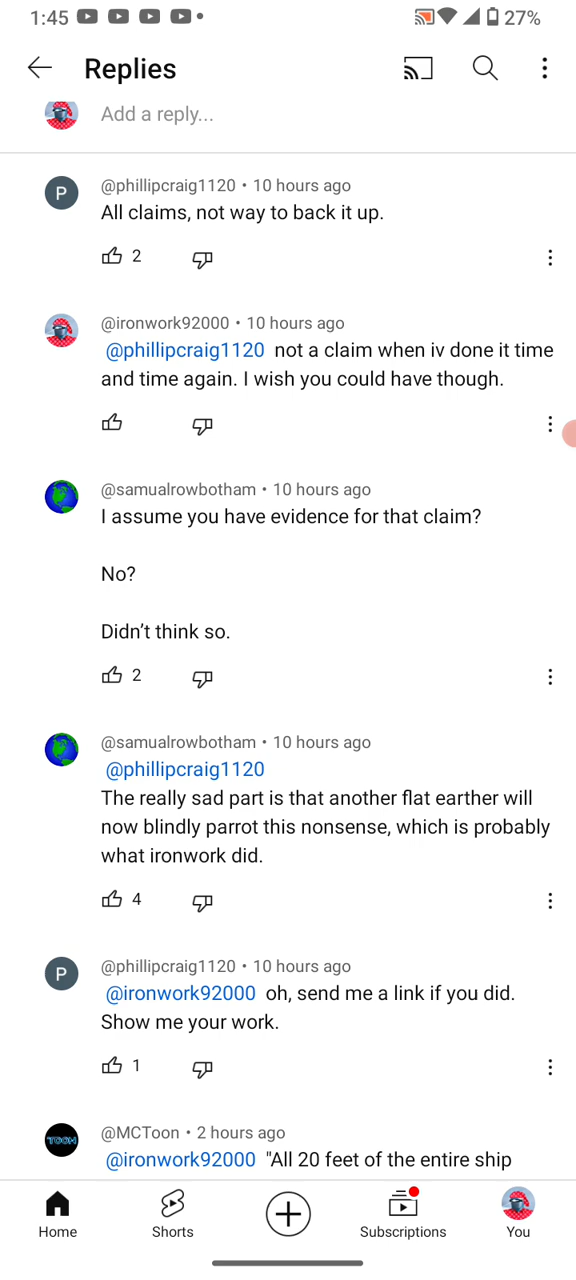 1:45
27%
Replies
Add a reply...
P
@phillipcraig1120 • 10 hours ago
All claims, not way to back it up.
2
@ironwork92000 • 10 hours ago
@phillipcraig1120 not a claim when iv done it time
and time again. I wish you could have though.
@samualrowbotham • 10 hours ago
I assume you have evidence for that claim?
No?
Didn't think so.
2
@samualrowbotham • 10 hours ago
@phillipcraig1120
The really sad part is that another flat earther will
now blindly parrot this nonsense, which is probably
what ironwork did.
4
P
@phillipcraig1120 • 10 hours ago
@ironwork92000 oh, send me a link if you did.
Show me your work.
1
TOON
@MCToon • 2 hours ago
@ironwork92000 "All 20 feet of the entire ship
Home
Shorts
Subscriptions
You